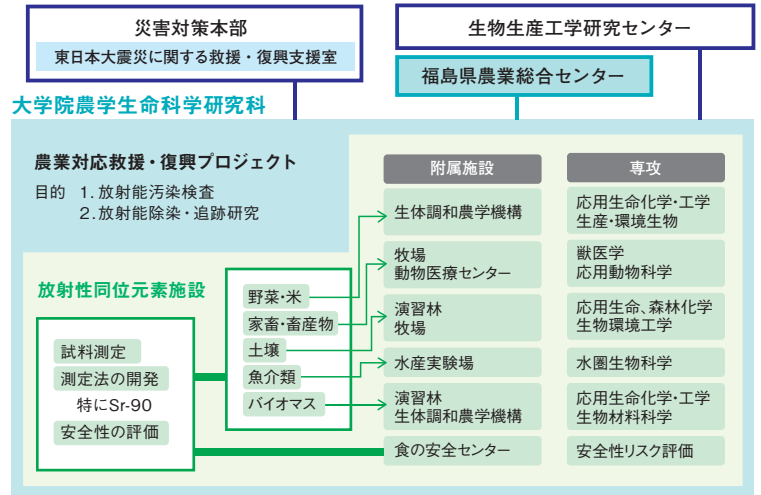 災害対策本部
東日本大震災に関する救援・復興支援室
生物生産工学研究センター
福島県農業総合センター
大学院農学生命科学研究科
農業対応救援・復興プロジェクト
目的 1. 放射能汚染検査
2. 放射能除染・追跡研究
放射性同位元素施設
試料測定
測定法の開発
特にSr-90
安全性の評価
野菜・米
家畜・畜産物
土壌
魚介類
バイオマス
附属施設
生体調和農学機構
牧場
動物医療センター
演習林
牧場
水産実験場
演習林
生体調和農学機構
食の安全センター
専攻
応用生命化学・工学
生産・環境生物
獣医学
応用動物科学
応用生命、森林化学
生物環境工学
水圏生物科学
応用生命化学・工学
生物材料科学
安全性リスク評価